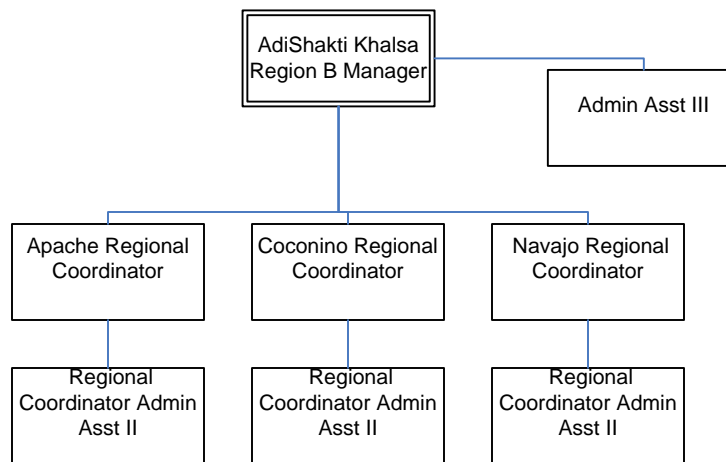 AdiShakti Khalsa
Region B Manager
Admin Asst III
Apache Regional
Coordinator
Coconino Regional
Coordinator
Navajo Regional
Coordinator
Regional
Coordinator Admin
Asst II
Regional
Coordinator Admin
Asst II
Regional
Coordinator Admin
Asst II